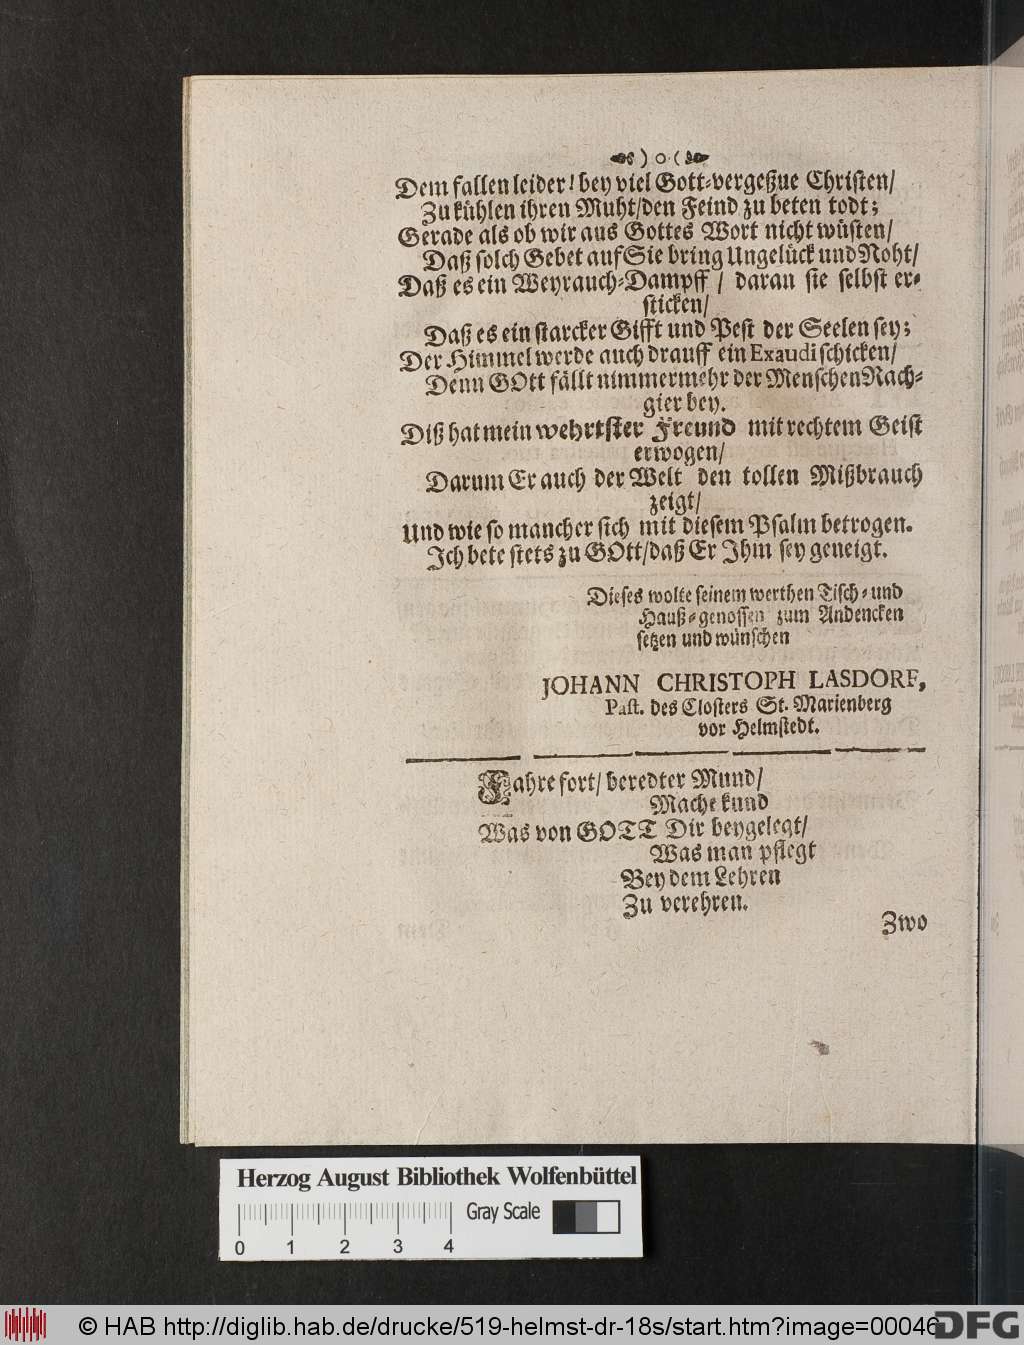 ) o (
Dem fallen leider! bey viel Gott-vergeßne Christen/
Zu kühlen ihren Muht/den Feind zu beten todt;
Gerade als ob wir aus Gottes Wort nicht wüsten/
Daß solch Gebet auf Sie bring Ungelück und Noht/
Daß es ein Weyrauch-Dampff / daran sie selbst er-
sticken/
Daß es ein starcker Gifft und Pest der Seelen sey;
Der Himmel werde auch drauff ein Exaudi schicken/
Denn GOtt fällt nimmermehr der Menschen Rach-
gier bey.
Diß hat mein wehrtster Freund mit rechtem Geist
erwogen/
Darum Er auch der Welt den tollen Mißbrauch
zeigt/
Und wie so mancher sich mit diesem Psalm betrogen.
Ich bete stets zu GOtt/daß Er Ihm sey geneigt.
Dieses wolte seinem werthen Tisch- und
Hauß-genossen zum Andencken
setzen und wünschen
JOHANN CHRISTOPH LASDORF,
Past. des Closters St. Marienberg
vor Helmstedt.
Fahre fort/ beredter Mund/
Mache kund
Was von GOTT Dir beygelegt/
Was man pflegt
Bey dem Lehren
Zu verehren.
Zwo
Herzog August Bibliothek Wolfenbüttel
Gray Scale
0 1 2 3 4
© HAB http://diglib.hab.de/drucke/519-helmst-dr-18s/start.htm?image=00046
DFG